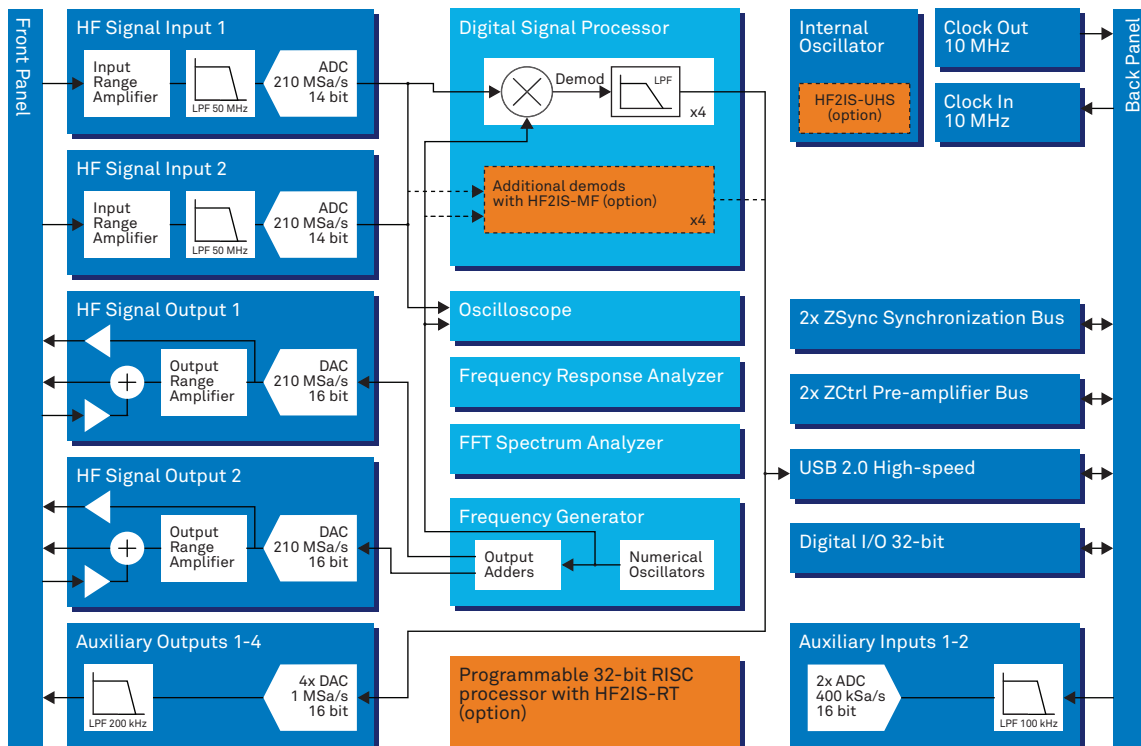 Front Panel
HF Signal Input 1
Input
Range
Amplifier
LPF 50 MHz
ADC
210 MSa/s
14 bit
HF Signal Input 2
Input
Range
Amplifier
LPF 50 MHz
ADC
210 MSa/s
14 bit
HF Signal Output 1
+
Output
Range
Amplifier
DAC
210 MSa/s
16 bit
HF Signal Output 2
+
Output
Range
Amplifier
DAC
210 MSa/s
16 bit
Auxiliary Outputs 1-4
LPF 200 kHz
4x DAC
1 MSa/s
16 bit
Digital Signal Processor
Demod
LPF
x4
Additional demods
with HF2IS-MF (option)
x4
Oscilloscope
Frequency Response Analyzer
FFT Spectrum Analyzer
Frequency Generator
Output
Adders
Numerical
Oscillators
Programmable 32-bit RISC
processor with HF2IS-RT
(option)
Internal
Oscillator
HF2IS-UHS
(option)
Clock Out
10 MHz
Clock In
10 MHz
2x ZSync Synchronization Bus
2x ZCtrl Pre-amplifier Bus
USB 2.0 High-speed
Digital I/O 32-bit
Auxiliary Inputs 1-2
2x ADC
400 kSa/s
16 bit
LPF 100 kHz
Back Panel